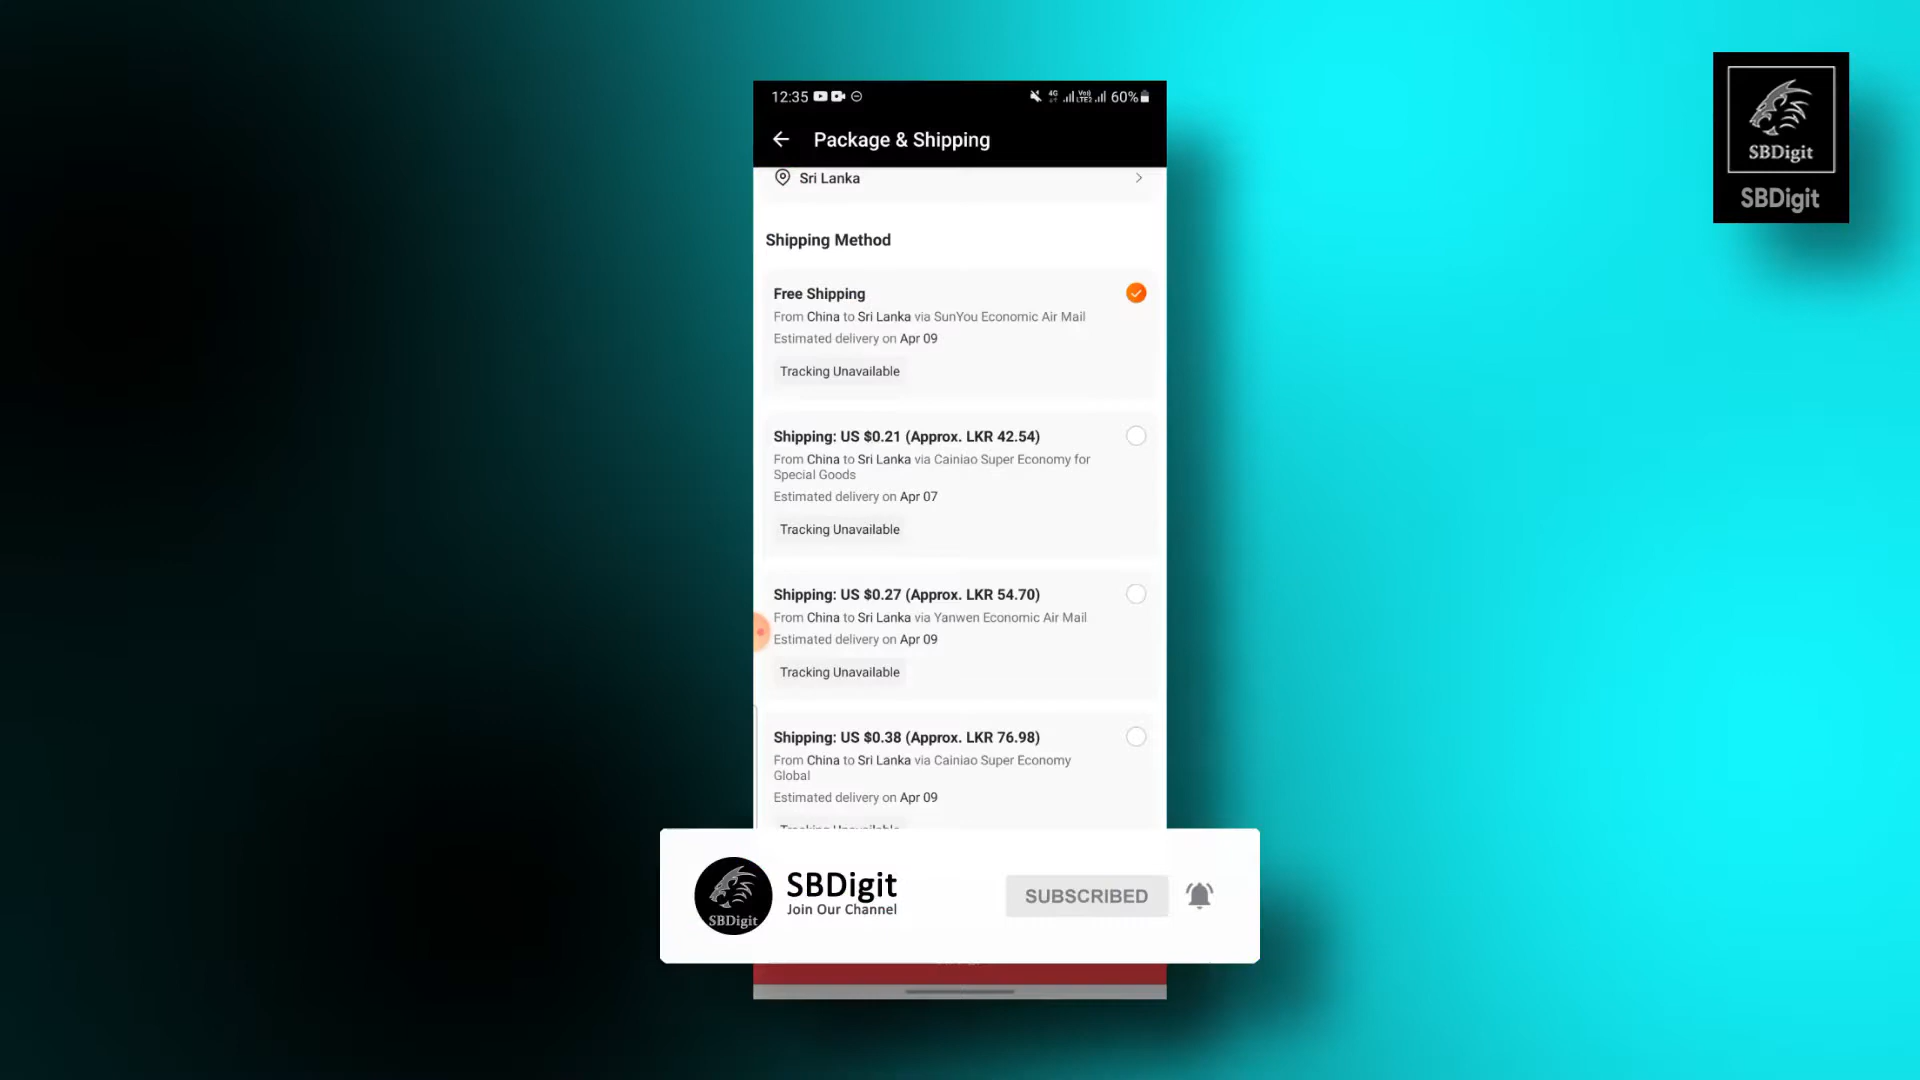 12:35
60%
Package & Shipping
Sri Lanka
Shipping Method
Free Shipping
From China to Sri Lanka via SunYou Economic Air Mail
Estimated delivery on Apr 09
Tracking Unavailable
Shipping: US $0.21 (Approx. LKR 42.54)
From China to Sri Lanka via Cainiao Super Economy for
Special Goods
Estimated delivery on Apr 07
Tracking Unavailable
Shipping: US $0.27 (Approx. LKR 54.70)
From China to Sri Lanka via Yanwen Economic Air Mail
Estimated delivery on Apr 09
Tracking Unavailable
Shipping: US $0.38 (Approx. LKR 76.98)
From China to Sri Lanka via Cainiao Super Economy
Global
Estimated delivery on Apr 09
SBDigit
SBDigit
Join Our Channel
SUBSCRIBED
SBDigit
SBDigit